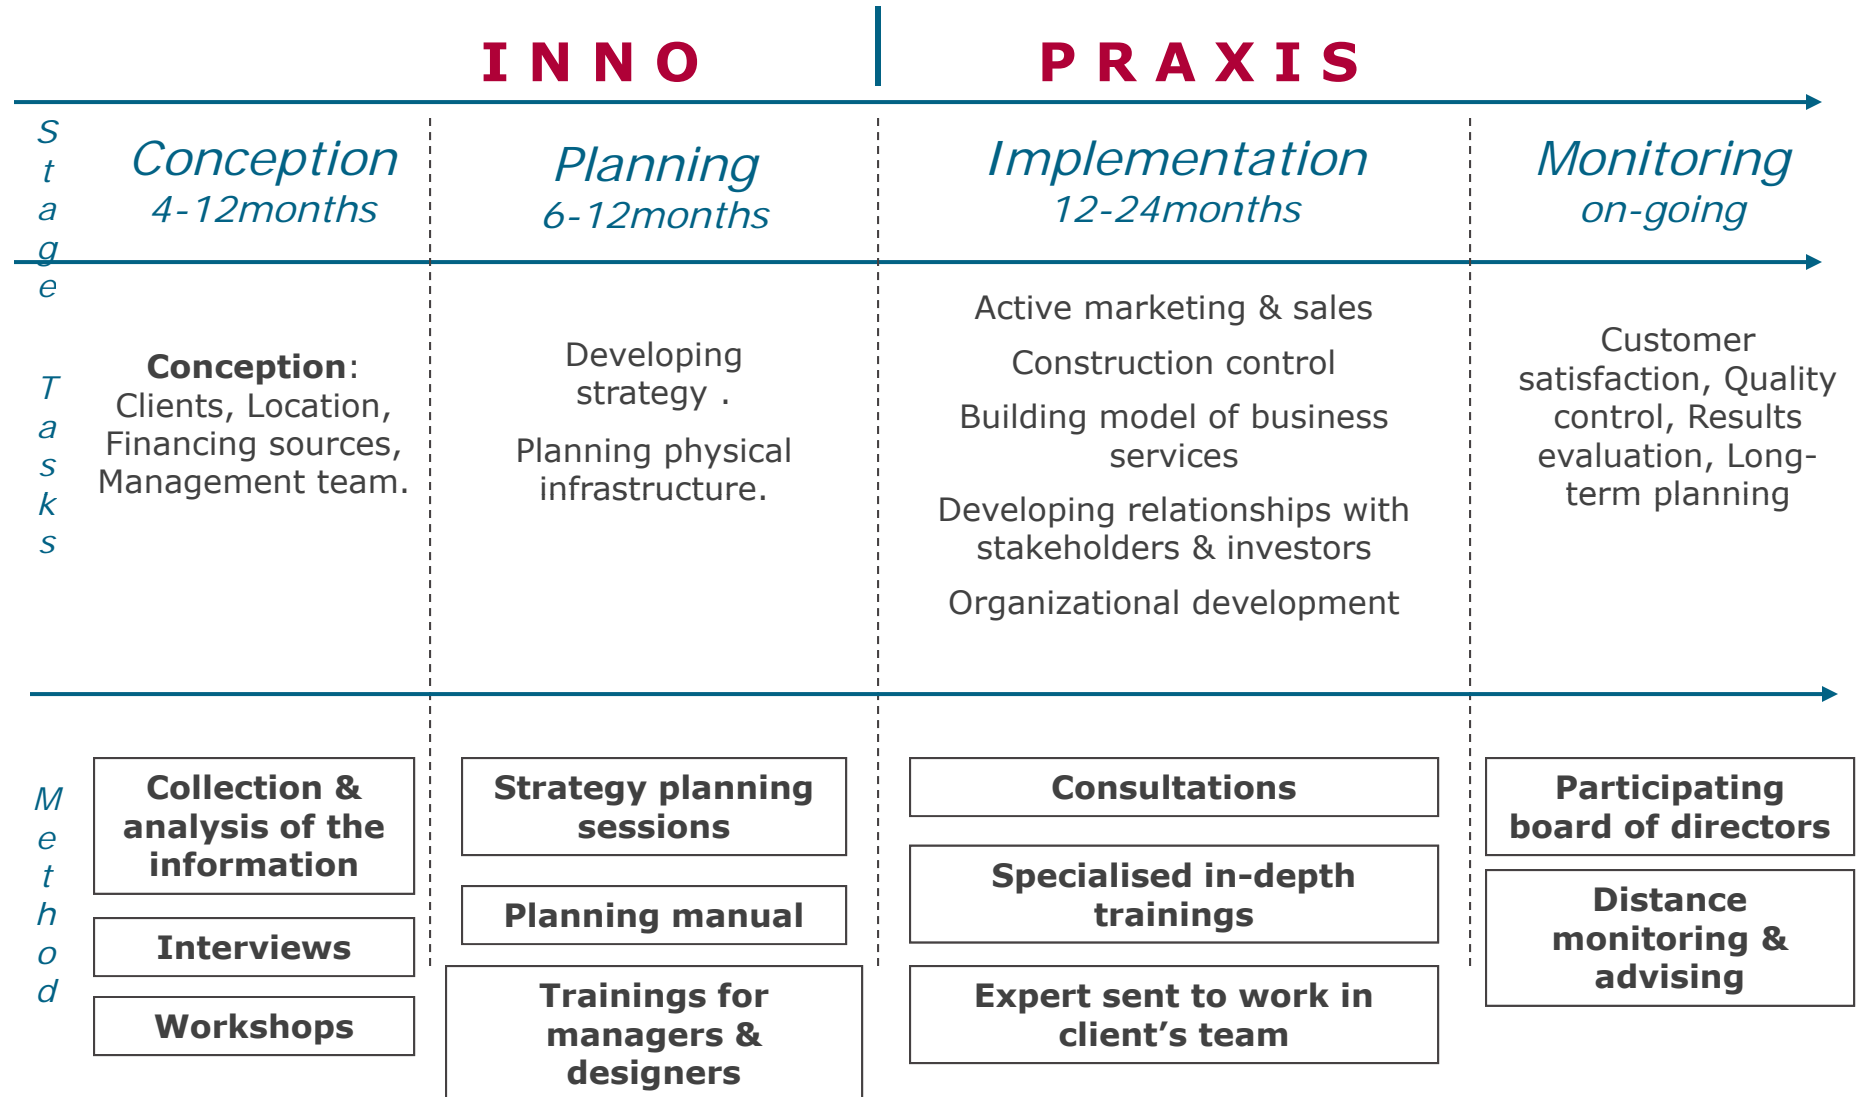 I N N O
P R A X I S
Stage
Conception
4-12months
Planning
6-12months
Implementation
12-24months
Monitoring
on-going
Tasks
Conception:
Clients, Location,
Financing sources,
Management team.
Developing
strategy .
Planning physical
infrastructure.
Active marketing & sales
Construction control
Building model of business
services
Developing relationships with
stakeholders & investors
Organizational development
Customer
satisfaction, Quality
control, Results
evaluation, Long-
term planning
Method
Collection &
analysis of the
information
Interviews
Workshops
Strategy planning
sessions
Planning manual
Trainings for
managers &
designers
Consultations
Specialised in-depth
trainings
Expert sent to work in
client’s team
Participating
board of directors
Distance
monitoring &
advising